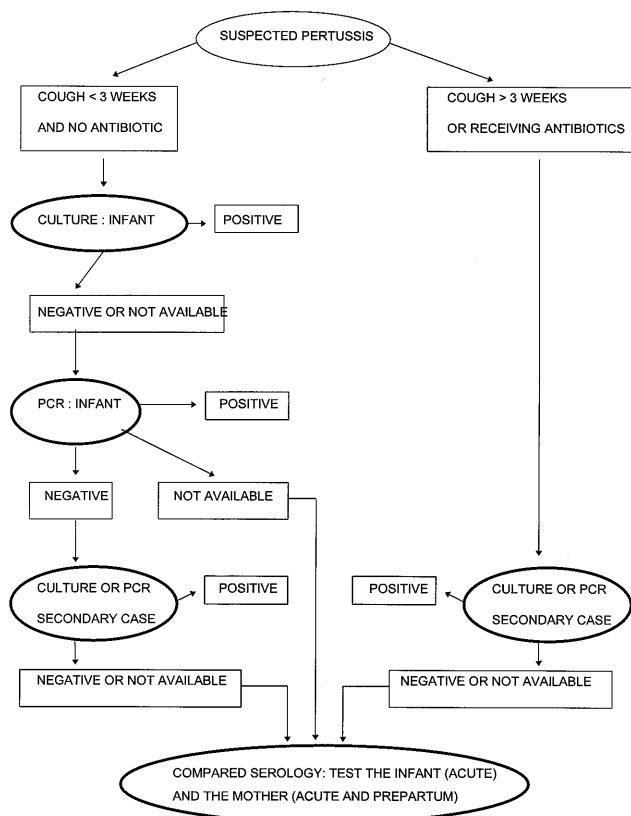 SUSPECTED PERTUSSIS
COUGH < 3 WEEKS
AND NO ANTIBIOTIC
COUGH > 3 WEEKS
OR RECEIVING ANTIBIOTICS
CULTURE : INFANT
POSITIVE
NEGATIVE OR NOT AVAILABLE
PCR : INFANT
POSITIVE
NEGATIVE
NOT AVAILABLE
CULTURE OR PCR
SECONDARY CASE
POSITIVE
POSITIVE
CULTURE OR PCR
SECONDARY CASE
NEGATIVE OR NOT AVAILABLE
NEGATIVE OR NOT AVAILABLE
COMPARED SEROLOGY: TEST THE INFANT (ACUTE)
AND THE MOTHER (ACUTE AND PREPARTUM)